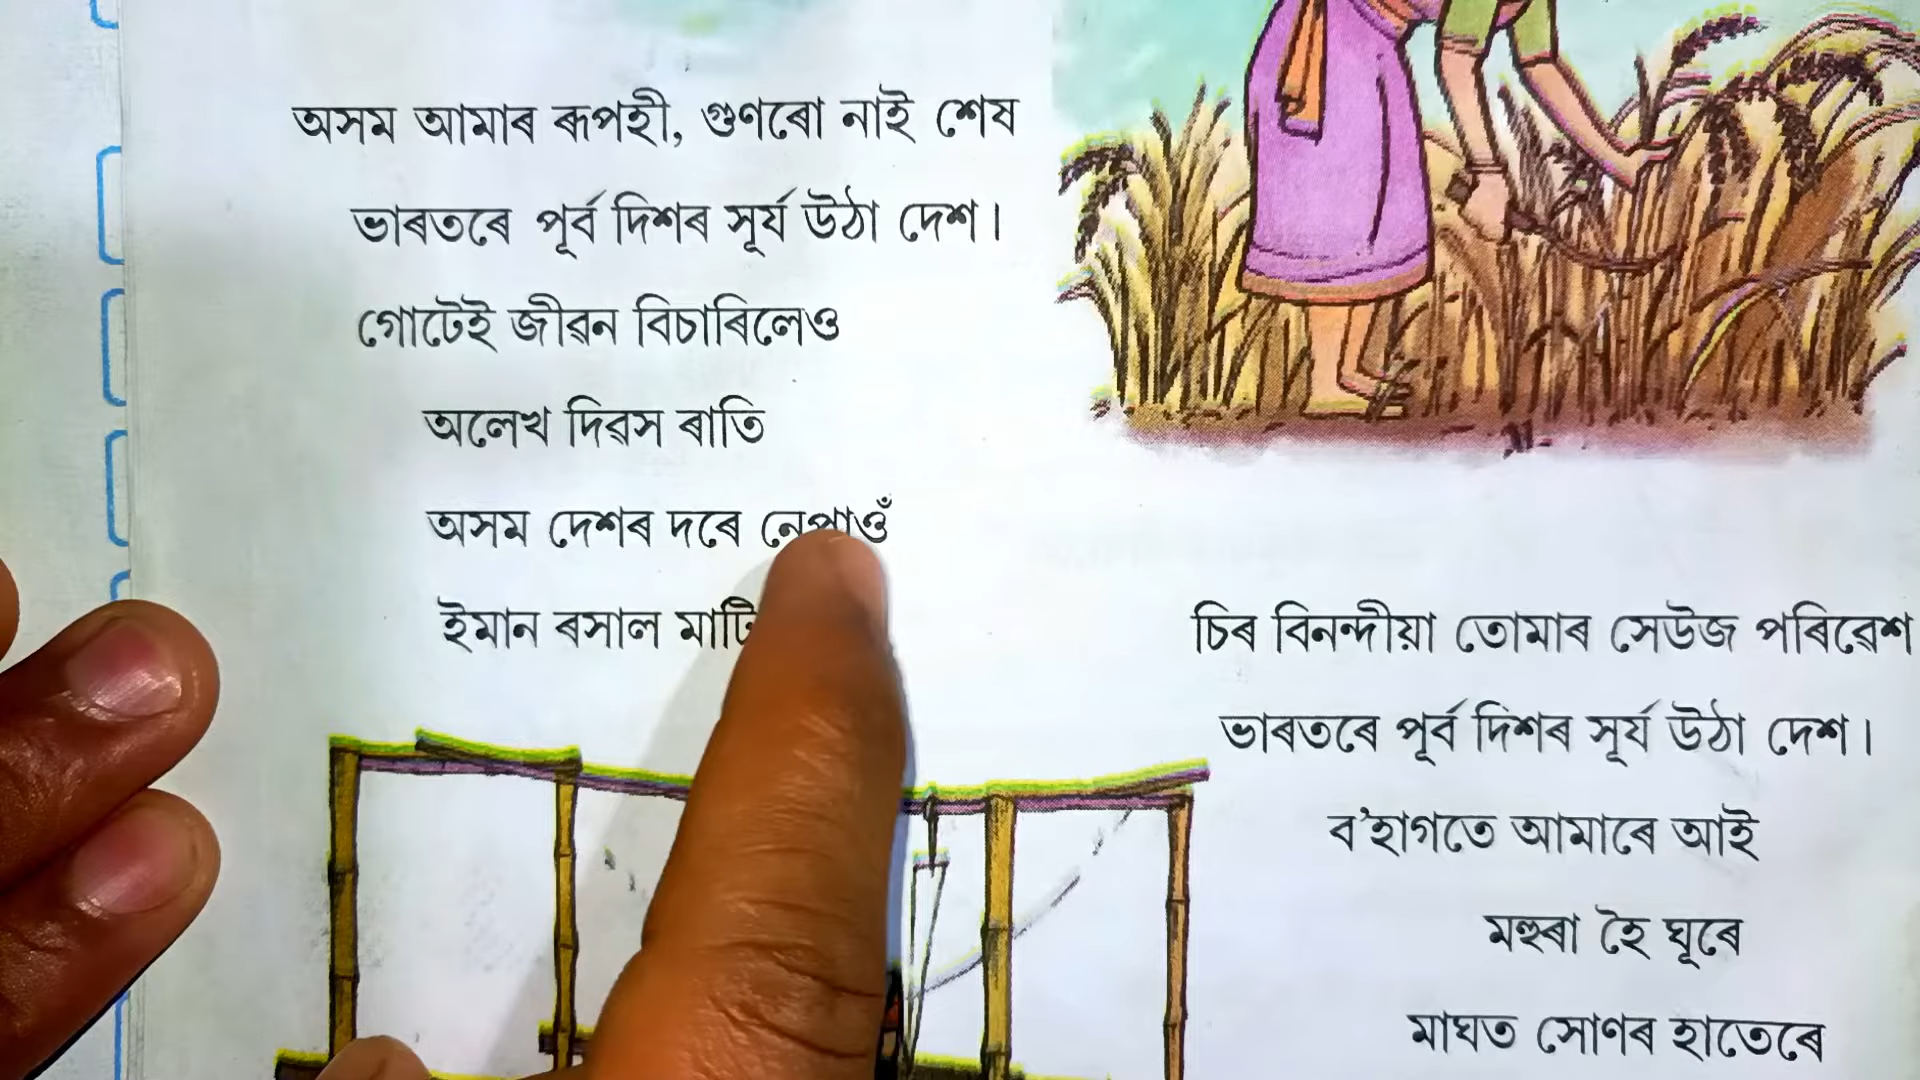 অসম আমাৰ ৰূপহী, গুণৰো নাই শেষ
ভাৰতৰে পূৰ্ব দিশৰ সূৰ্য উঠা দেশ।
গোটেই জীৱন বিচাৰিলেও
অলেখ দিৱস ৰাতি
অসম দেশৰ দৰে নেপাওঁ
ইমান ৰসাল মাটি
চিৰ বিনন্দীয়া তোমাৰ সেউজ পৰিৱেশ
ভাৰতৰে পূৰ্ব দিশৰ সূৰ্য উঠা দেশ।
ব’হাগতে আমাৰে আই
মহুৰা হৈ ঘূৰে
মাঘত সোণৰ হাতেৰে